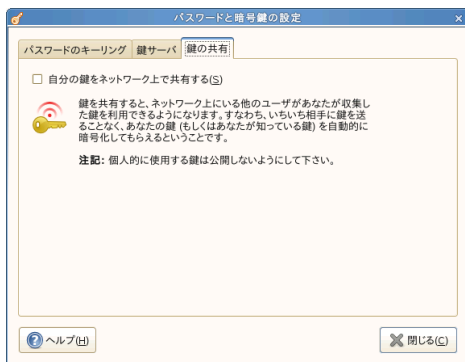 パスワードと暗号鍵の設定
パスワードのキーリング 鍵サーバ 鍵の共有
自分の鍵をネットワーク上で共有する(S)
鍵を共有すると、ネットワーク上にいる他のユーザがあなたが収集し
た鍵を利用できるようになります。すなわち、いちいち相手に鍵を送
ることなく、あなたの鍵 (もしくはあなたが知っている鍵) を自動的に
暗号化してもらえるということです。
注記: 個人的に使用する鍵は公開しないようにして下さい。
ヘルプ(H) 閉じる(C)